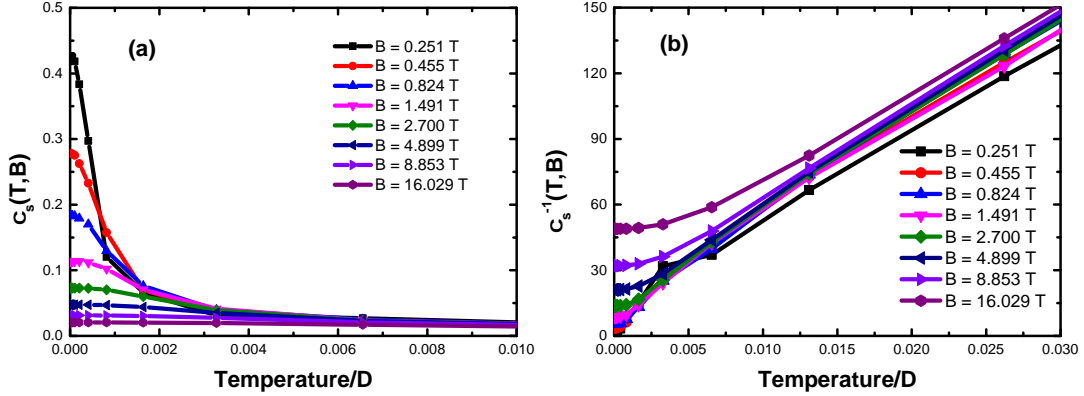 (a)
0.5
0.4
0.3
0.2
0.1
0.0
C_s(T,B)
B = 0.251 T
B = 0.455 T
B = 0.824 T
B = 1.491 T
B = 2.700 T
B = 4.899 T
B = 8.853 T
B = 16.029 T
0.000 0.002 0.004 0.006 0.008 0.010
Temperature/D
(b)
150
120
90
60
30
0
C_s^-1(T,B)
B = 0.251 T
B = 0.455 T
B = 0.824 T
B = 1.491 T
B = 2.700 T
B = 4.899 T
B = 8.853 T
B = 16.029 T
0.000 0.005 0.010 0.015 0.020 0.025 0.030
Temperature/D